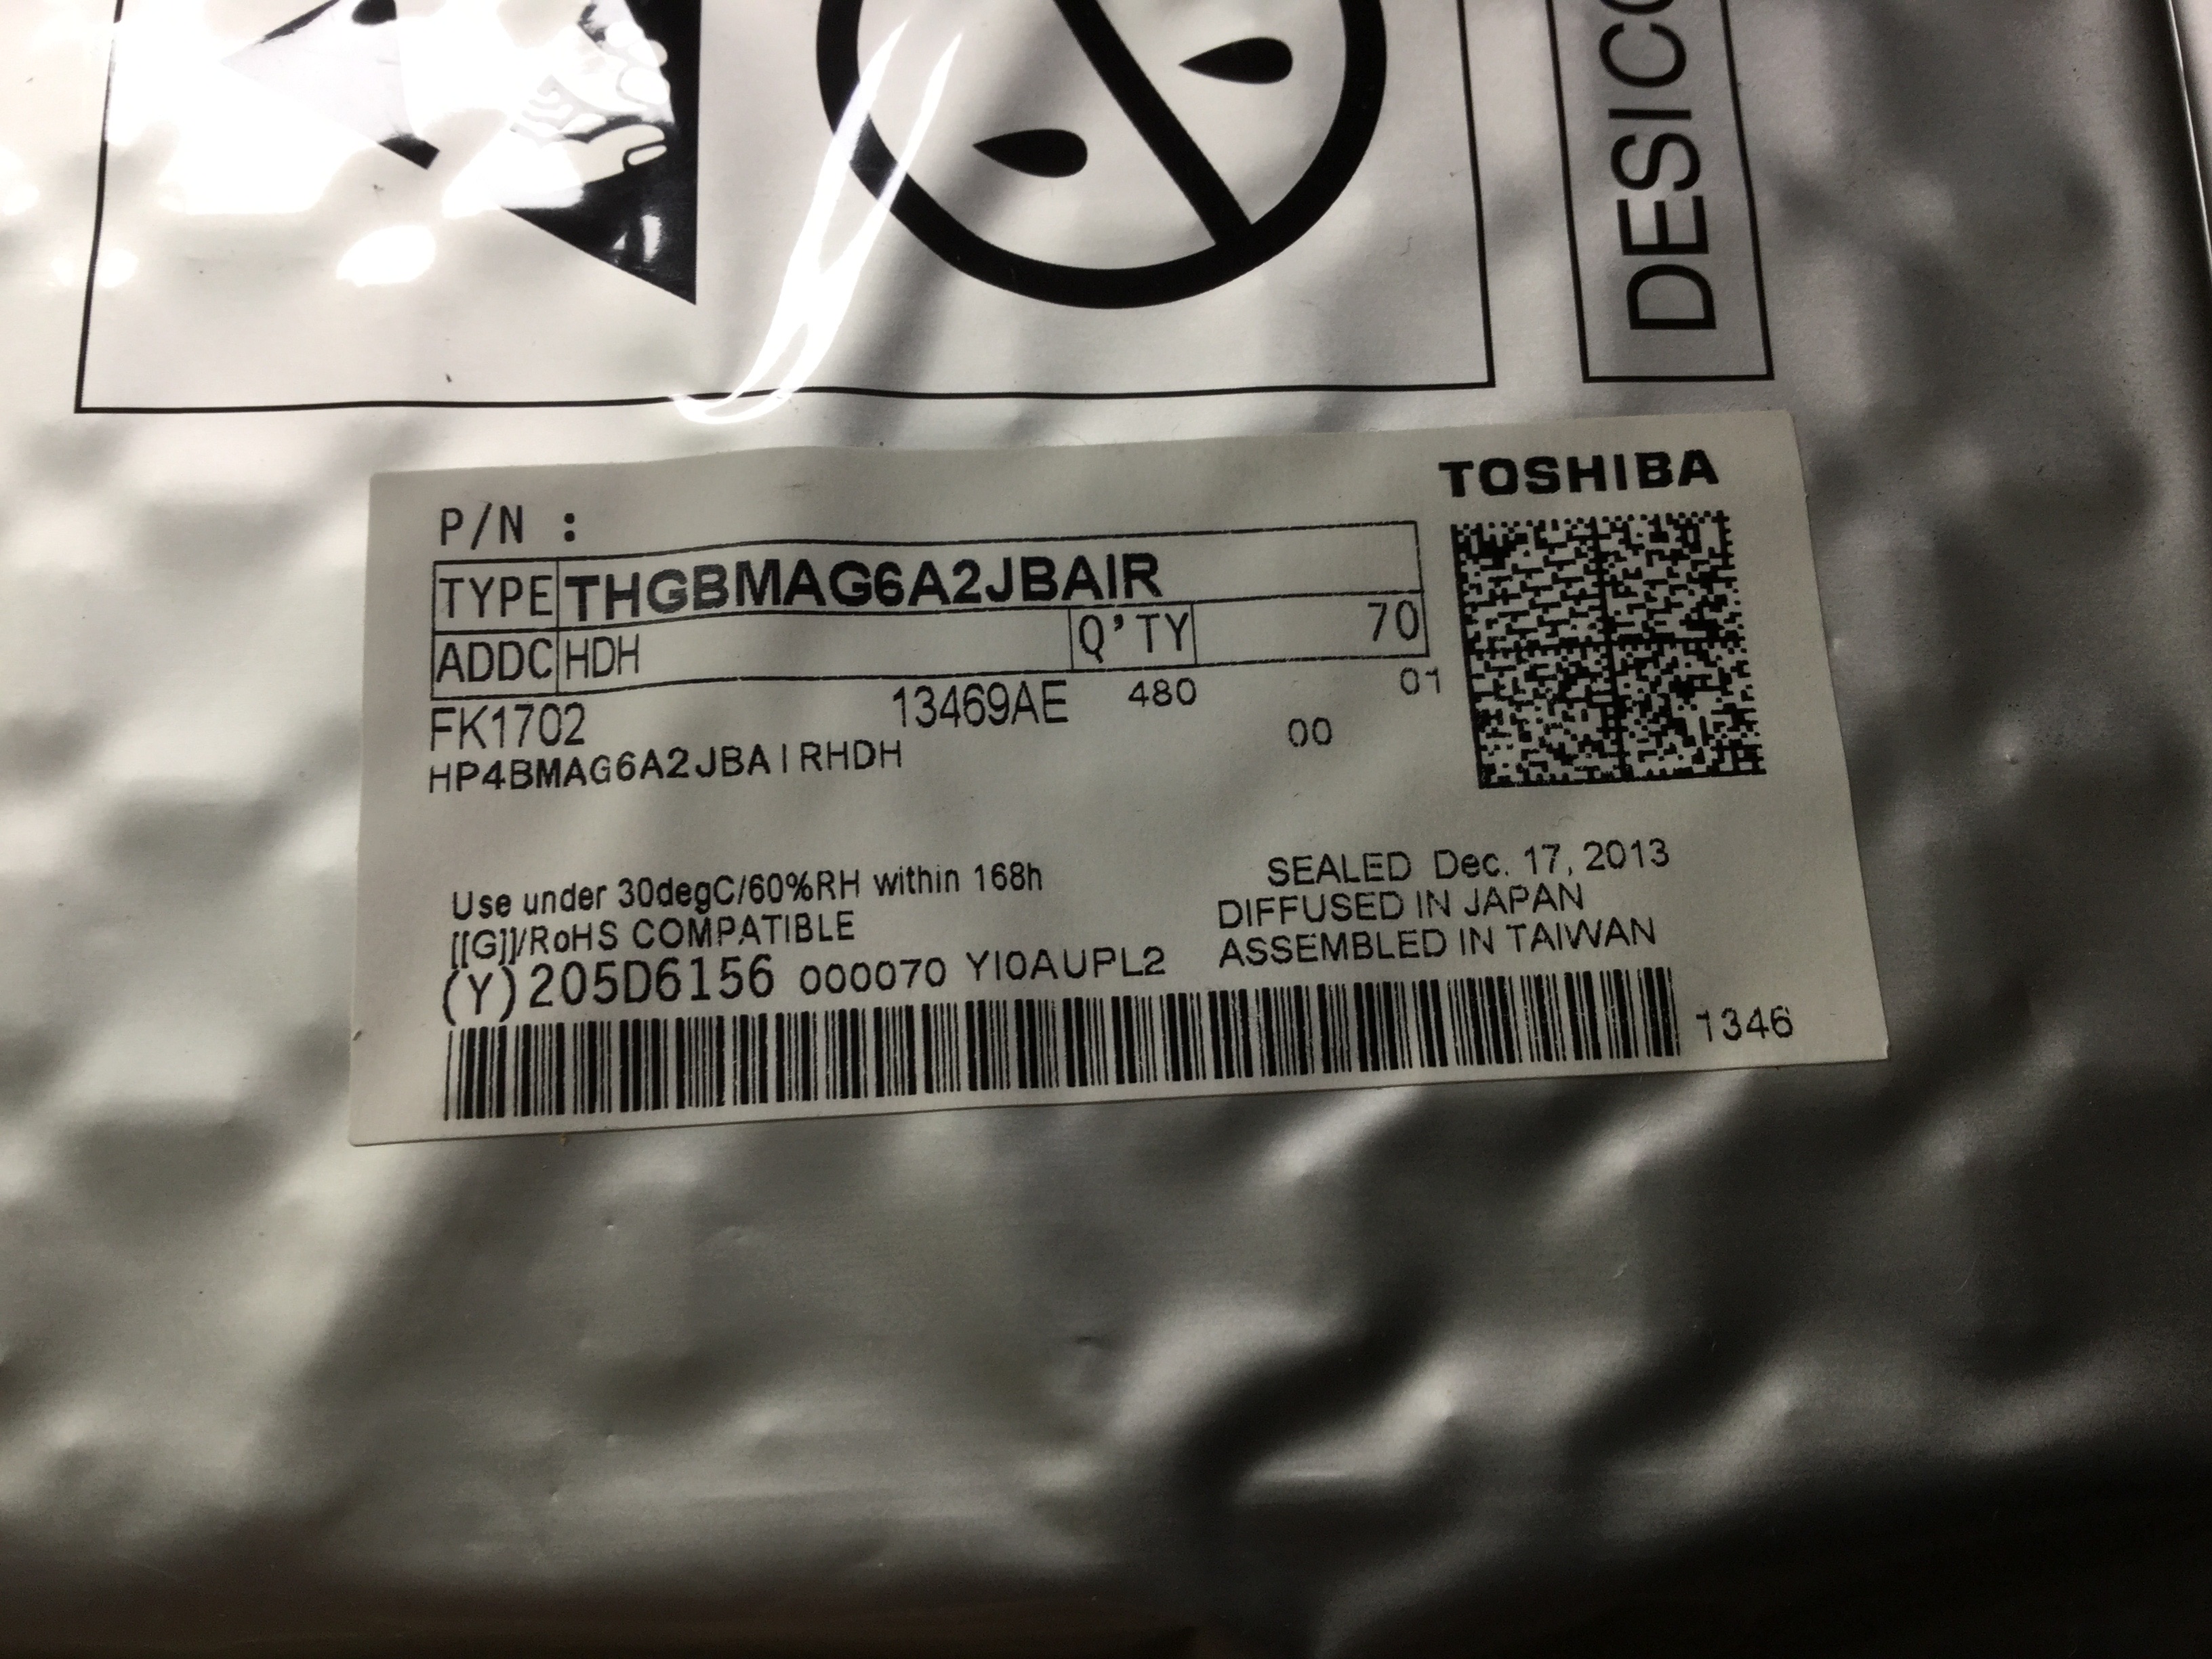 DESICC
TOSHIBA
P/N :
TYPE THGBMAG6A2JBAIR
ADDC HDH Q'TY 70
FK1702 13469AE 480 01
00
HP4BMAG6A2JBAIRHDH
Use under 30degC/60%RH within 168h
[[G]]/RoHS COMPATIBLE
SEALED Dec. 17, 2013
DIFFUSED IN JAPAN
ASSEMBLED IN TAIWAN
(Y)205D6156 000070 YI0AUPL2
1346